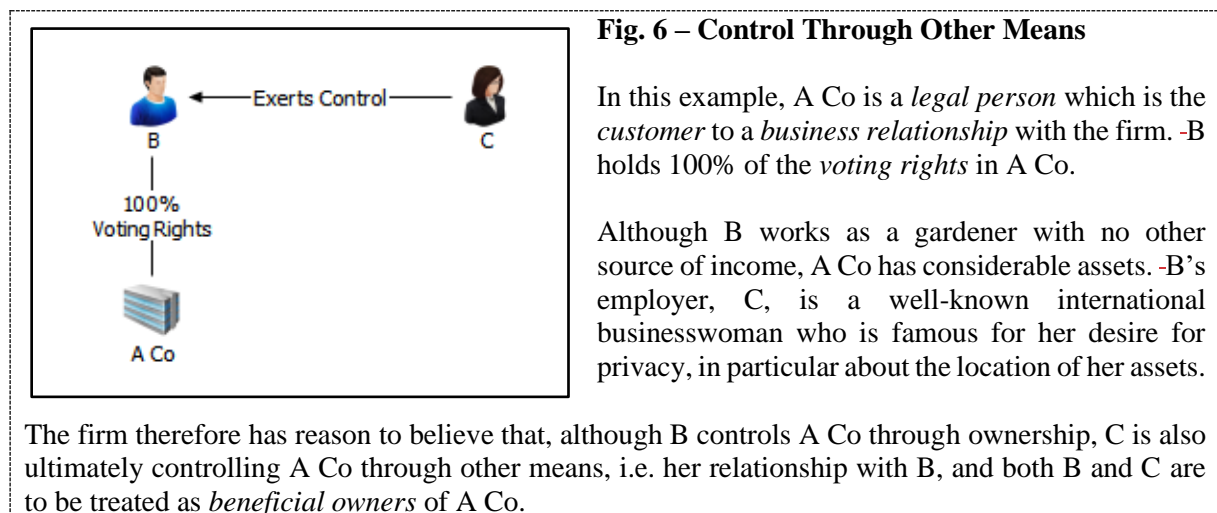 Exerts Control
B
C
100%
Voting Rights
A Co
Fig. 6 – Control Through Other Means
In this example, A Co is a legal person which is the
customer to a business relationship with the firm. -B
holds 100% of the voting rights in A Co.
Although B works as a gardener with no other
source of income, A Co has considerable assets. -B’s
employer, C, is a well-known international
businesswoman who is famous for her desire for
privacy, in particular about the location of her assets.
The firm therefore has reason to believe that, although B controls A Co through ownership, C is also
ultimately controlling A Co through other means, i.e. her relationship with B, and both B and C are
to be treated as beneficial owners of A Co.